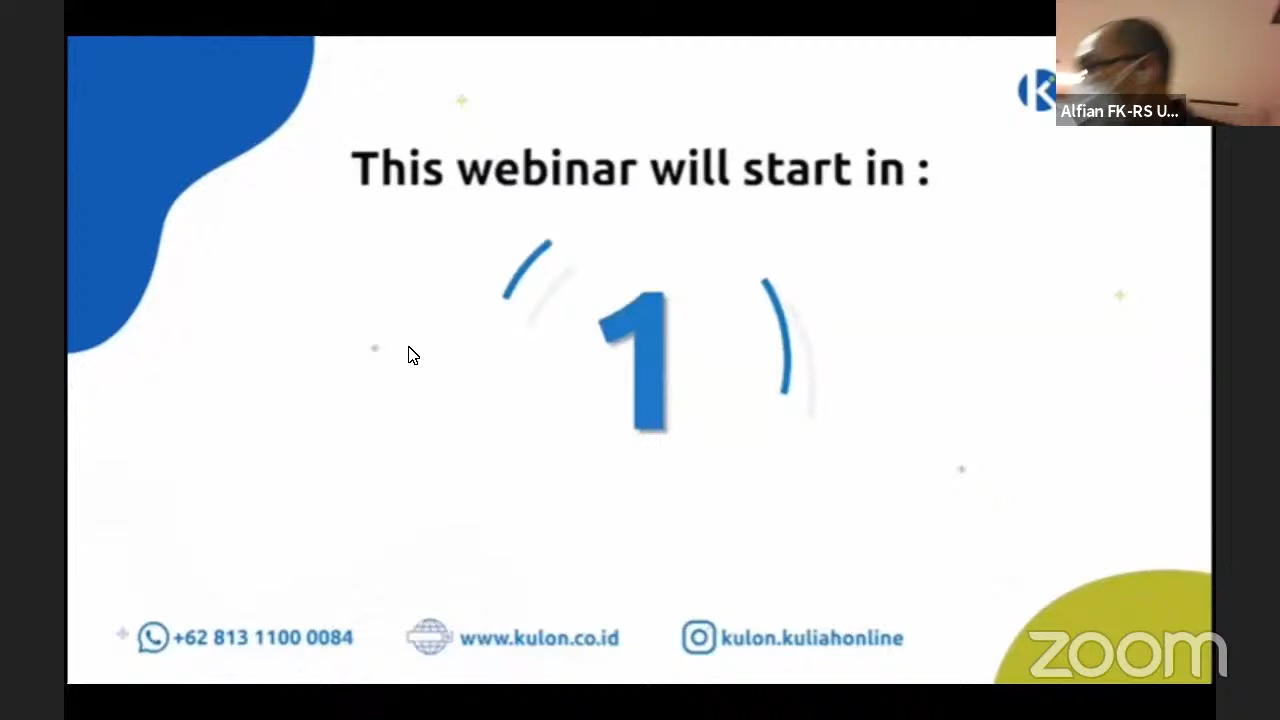 K
Alfian FK-RS U...
This webinar will start in :
1
+62 813 1100 0084
www.kulon.co.id
kulon.kuliahonline
zoom